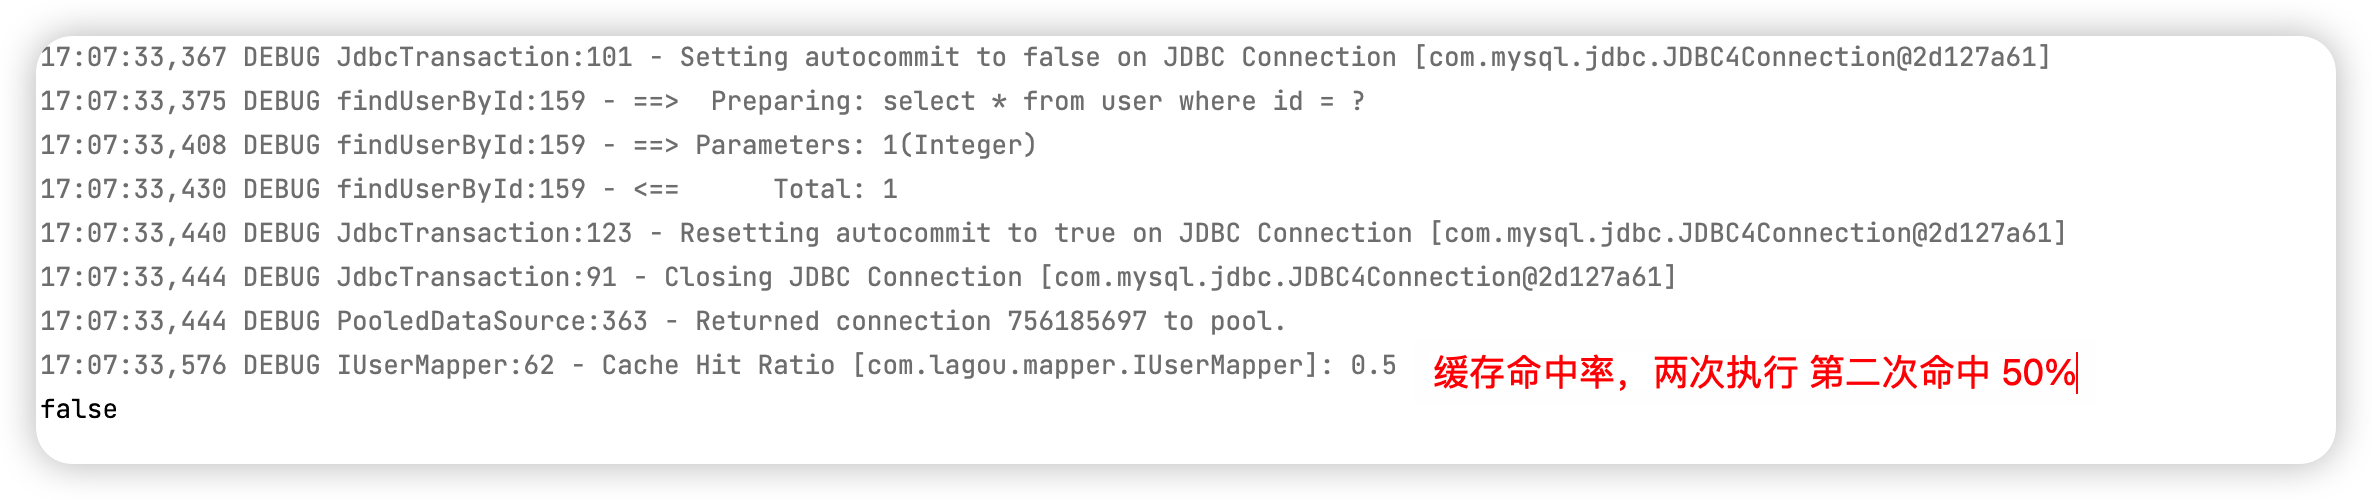 17:07:33,367 DEBUG JdbcTransaction:101 - Setting autocommit to false on JDBC Connection [com.mysql.jdbc.JDBC4Connection@2d127a61]
17:07:33,375 DEBUG findUserById:159 - ==>  Preparing: select * from user where id = ?
17:07:33,408 DEBUG findUserById:159 - ==> Parameters: 1(Integer)
17:07:33,430 DEBUG findUserById:159 - <==      Total: 1
17:07:33,440 DEBUG JdbcTransaction:123 - Resetting autocommit to true on JDBC Connection [com.mysql.jdbc.JDBC4Connection@2d127a61]
17:07:33,444 DEBUG JdbcTransaction:91 - Closing JDBC Connection [com.mysql.jdbc.JDBC4Connection@2d127a61]
17:07:33,444 DEBUG PooledDataSource:363 - Returned connection 756185697 to pool.
17:07:33,576 DEBUG IUserMapper:62 - Cache Hit Ratio [com.lagou.mapper.IUserMapper]: 0.5 缓存命中率，两次执行 第二次命中 50%
false